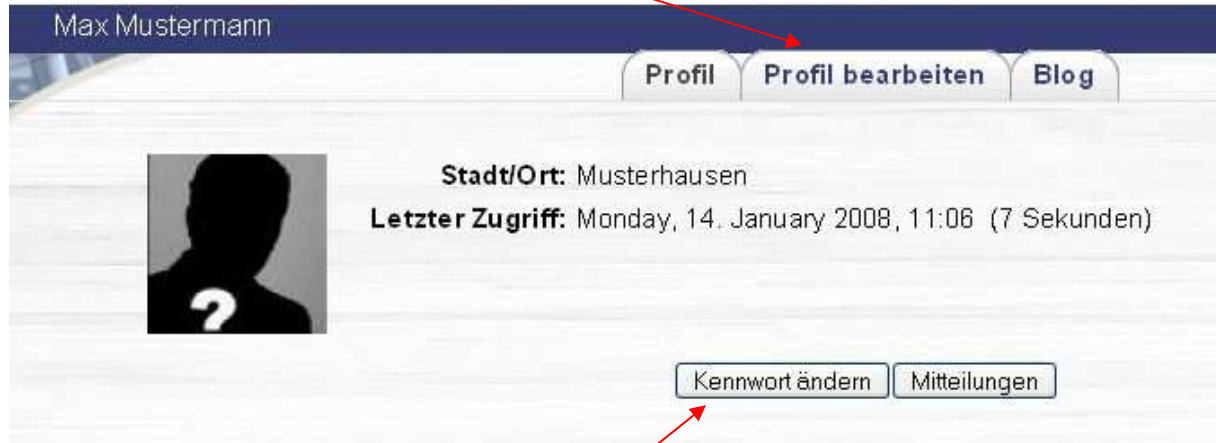 Max Mustermann
Profil Profil bearbeiten Blog
Stadt/Ort: Musterhausen
Letzter Zugriff: Monday, 14. January 2008, 11:06 (7 Sekunden)
?
Kennwort ändern Mitteilungen